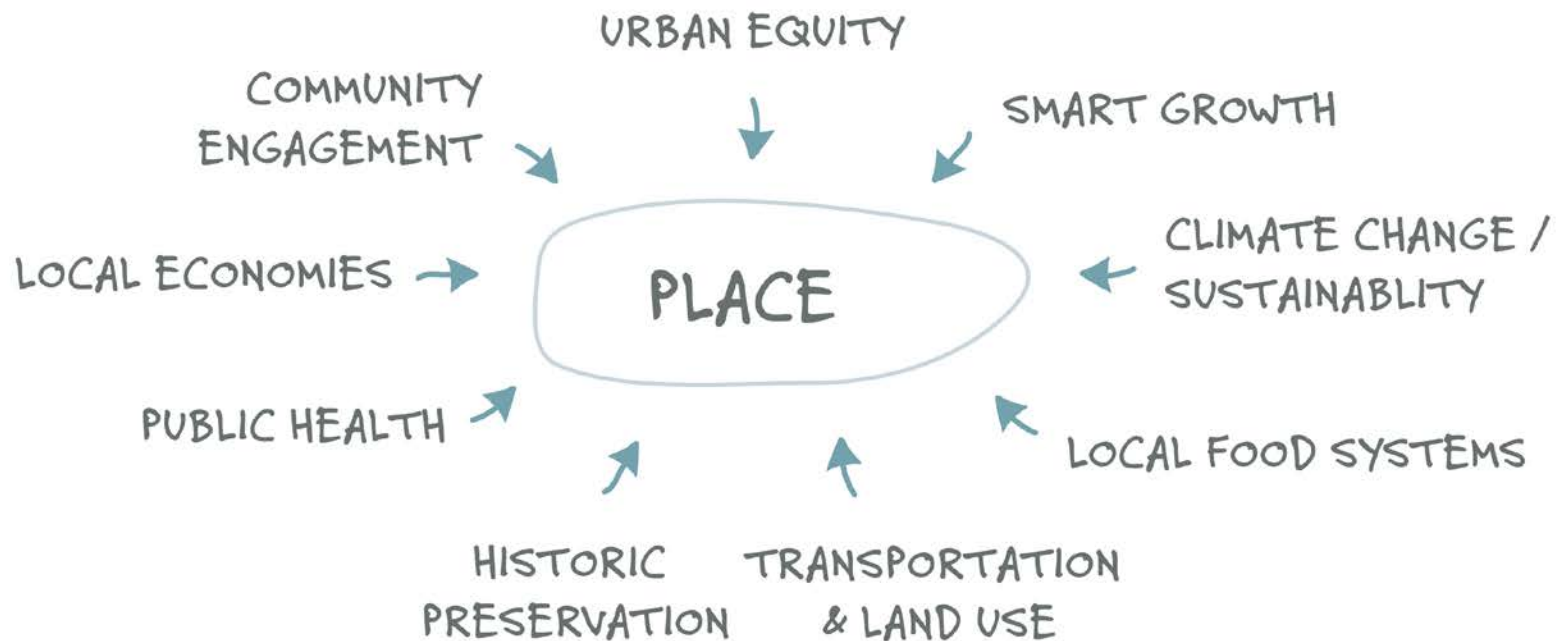 URBAN EQUITY
COMMUNITY
ENGAGEMENT
SMART GROWTH
LOCAL ECONOMIES
PLACE
CLIMATE CHANGE /
SUSTAINABLITY
PUBLIC HEALTH
LOCAL FOOD SYSTEMS
HISTORIC
PRESERVATION
TRANSPORTATION
& LAND USE